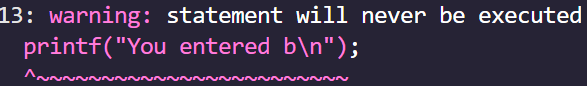 13: warning: statement will never be executed
printf("You entered b\n");
^~~~~~~~~~~~~~~~~~~~~~~~~